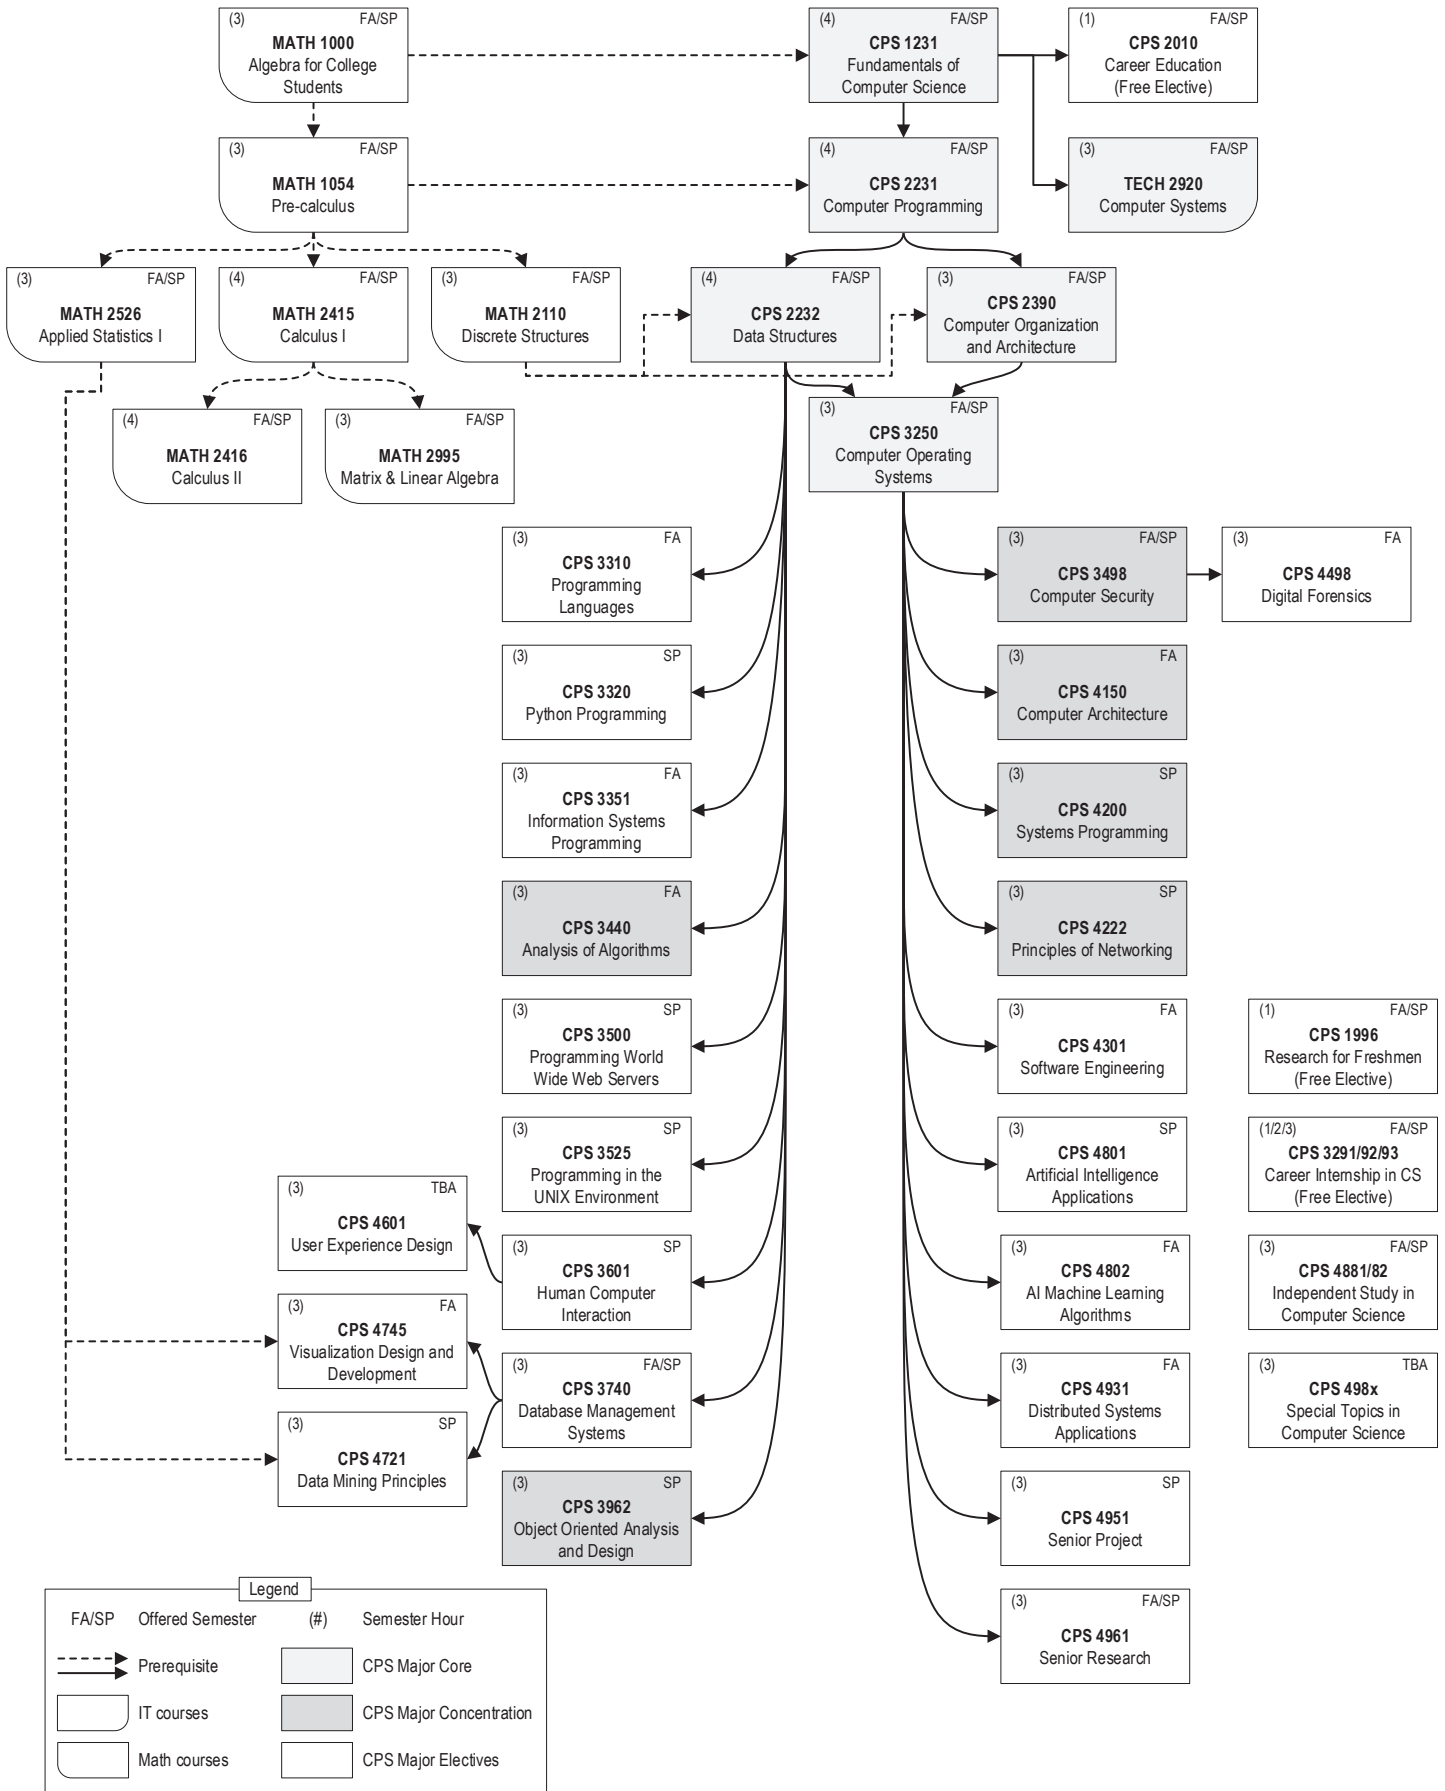 (3) FA/SP
MATH 1000
Algebra for College
Students
(4) FA/SP
CPS 1231
Fundamentals of
Computer Science
(1) FA/SP
CPS 2010
Career Education
(Free Elective)
(3) FA/SP
MATH 1054
Pre-calculus
(4) FA/SP
CPS 2231
Computer Programming
(3) FA/SP
TECH 2920
Computer Systems
(3) FA/SP
MATH 2526
Applied Statistics I
(4) FA/SP
MATH 2415
Calculus I
(3) FA/SP
MATH 2110
Discrete Structures
(4) FA/SP
CPS 2232
Data Structures
(3) FA/SP
CPS 2390
Computer Organization
and Architecture
(4) FA/SP
MATH 2416
Calculus II
(3) FA/SP
MATH 2995
Matrix & Linear Algebra
(3) FA/SP
CPS 3250
Computer Operating
Systems
(3) FA
CPS 3310
Programming
Languages
(3) FA/SP
CPS 3498
Computer Security
(3) FA
CPS 4498
Digital Forensics
(3) SP
CPS 3320
Python Programming
(3) FA
CPS 4150
Computer Architecture
(3) FA
CPS 3351
Information Systems
Programming
(3) SP
CPS 4200
Systems Programming
(3) FA
CPS 3440
Analysis of Algorithms
(3) SP
CPS 4222
Principles of Networking
(3) SP
CPS 3500
Programming World
Wide Web Servers
(3) FA
CPS 4301
Software Engineering
(1) FA/SP
CPS 1996
Research for Freshmen
(Free Elective)
(3) SP
CPS 3525
Programming in the
UNIX Environment
(3) SP
CPS 4801
Artificial Intelligence
Applications
(1/2/3) FA/SP
CPS 3291/92/93
Career Internship in CS
(Free Elective)
(3) TBA
CPS 4601
User Experience Design
(3) SP
CPS 3601
Human Computer
Interaction
(3) FA
CPS 4802
AI Machine Learning
Algorithms
(3) FA/SP
CPS 4881/82
Independent Study in
Computer Science
(3) FA
CPS 4745
Visualization Design and
Development
(3) FA/SP
CPS 3740
Database Management
Systems
(3) FA
CPS 4931
Distributed Systems
Applications
(3) TBA
CPS 498x
Special Topics in
Computer Science
(3) SP
CPS 4721
Data Mining Principles
(3) SP
CPS 3962
Object Oriented Analysis
and Design
(3) SP
CPS 4951
Senior Project
(3) FA/SP
CPS 4961
Senior Research
Legend
FA/SP Offered Semester (#) Semester Hour
Prerequisite CPS Major Core
IT courses CPS Major Concentration
Math courses CPS Major Electives